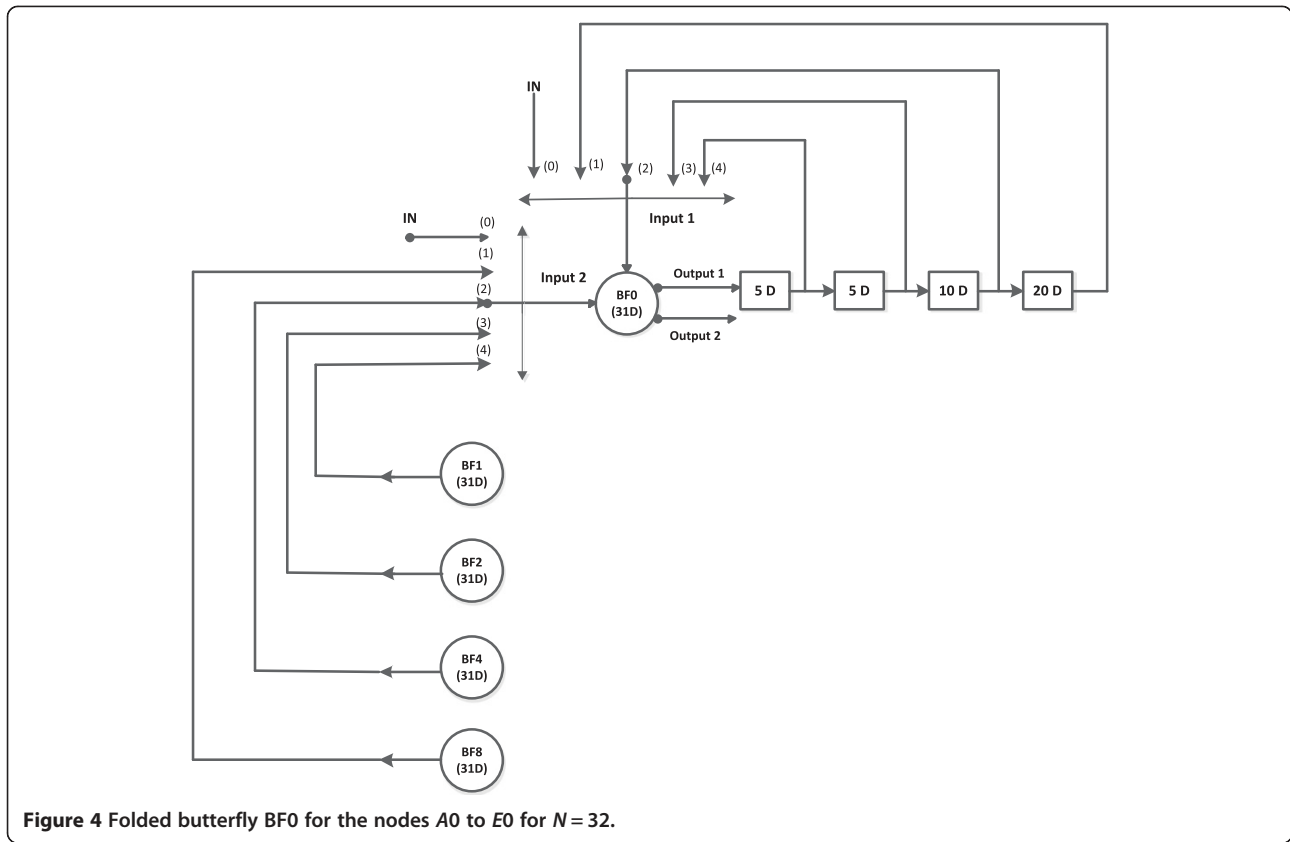 IN
(0)
(1)
(2)
(3)
(4)
Input 1
IN
(0)
(1)
(2)
(3)
(4)
Input 2
BF0
(31D)
Output 1
Output 2
5 D
5 D
10 D
20 D
BF1
(31D)
BF2
(31D)
BF4
(31D)
BF8
(31D)
Figure 4 Folded butterfly BF0 for the nodes A0 to E0 for N = 32.